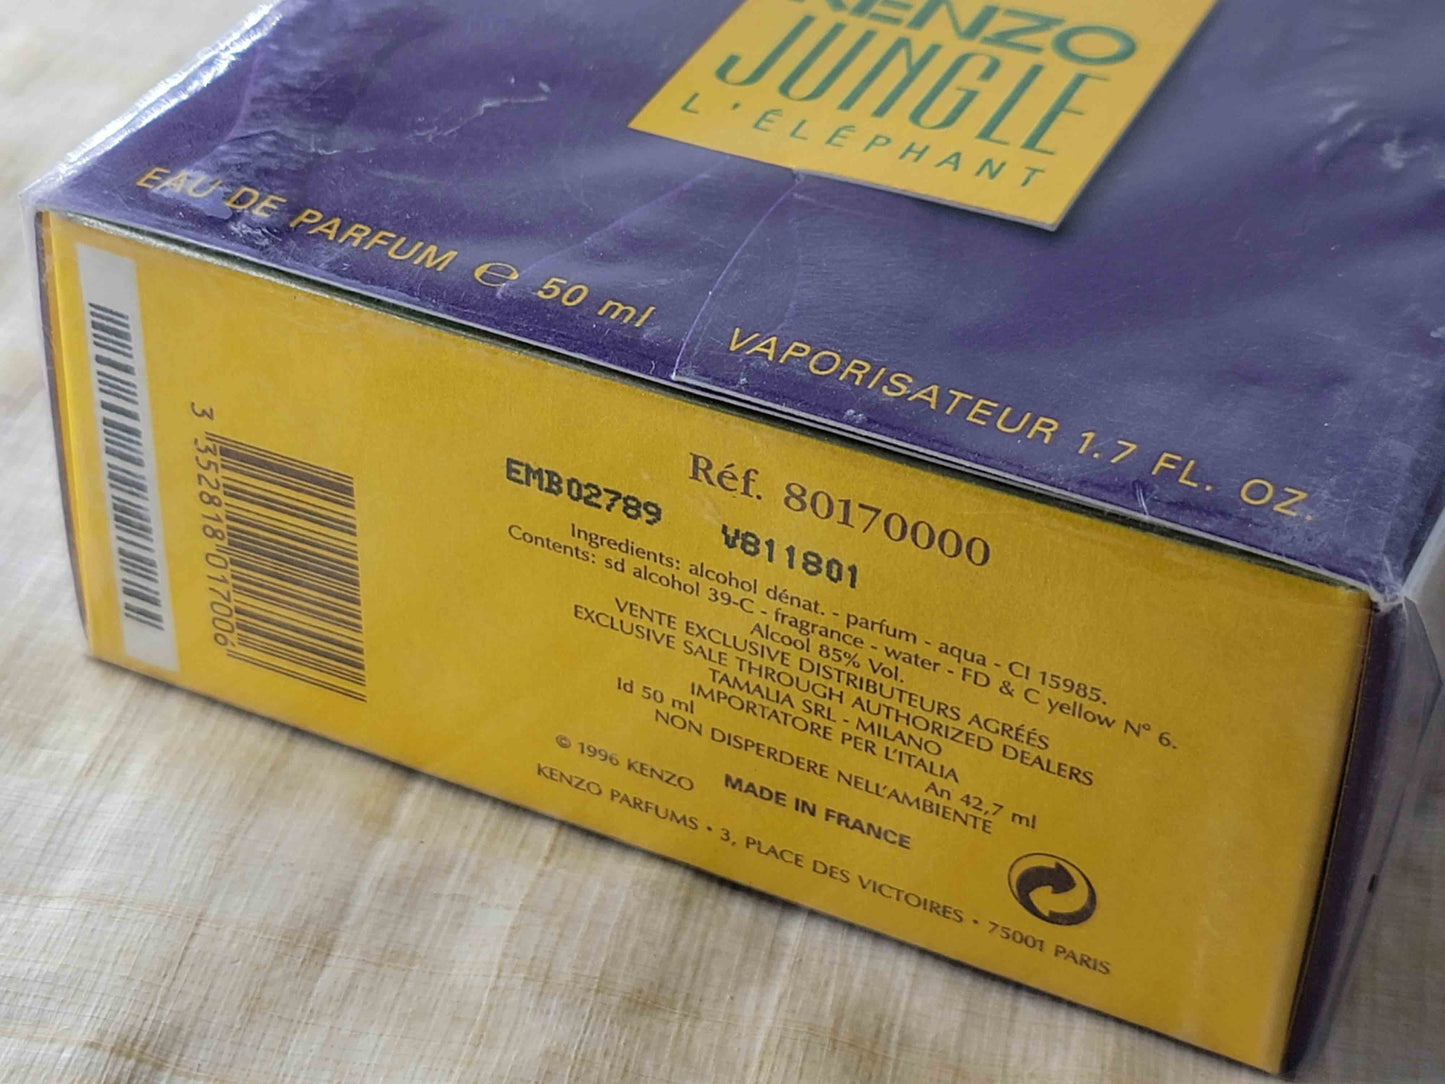 KENZO
JUNGLE
L'ÉLÉPHANT
EAU DE PARFUM ℮ 50 ml VAPORISATEUR 1.7 FL. OZ.
3 352818 017006
Réf. 80170000
EMB02789 V811801
Ingredients: alcohol dénat. - parfum - aqua - CI 15985.
Contents: sd alcohol 39-C - fragrance - water - FD & C yellow N° 6.
Alcool 85% Vol.
VENTE EXCLUSIVE DISTRIBUTEURS AGRÉÉS
EXCLUSIVE SALE THROUGH AUTHORIZED DEALERS
TAMALIA SRL - MILANO
IMPORTATORE PER L'ITALIA
Id 50 ml An 42,7 ml
NON DISPERDERE NELL'AMBIENTE
© 1996 KENZO MADE IN FRANCE
KENZO PARFUMS • 3, PLACE DES VICTOIRES • 75001 PARIS